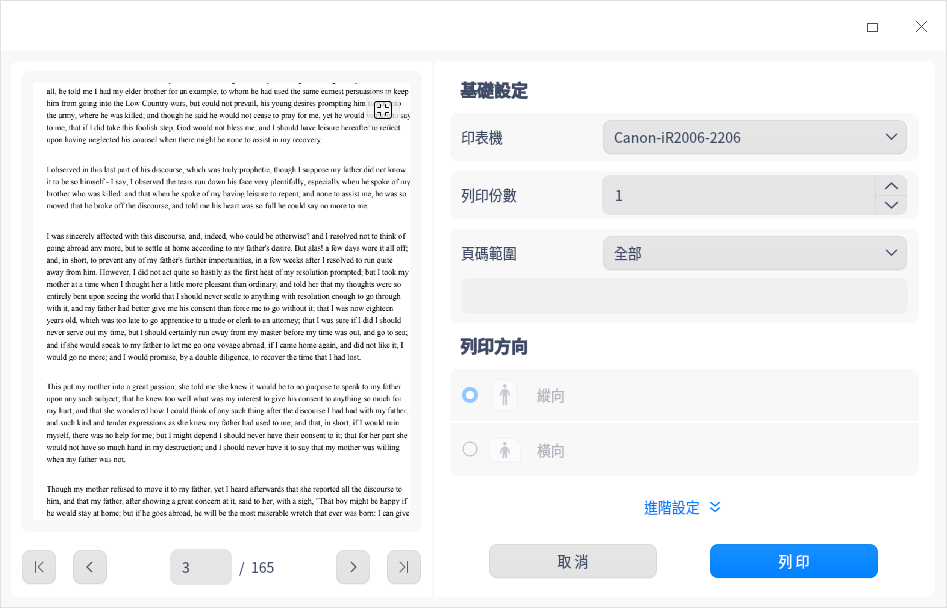 all, he told me I had my elder brother for an example, to whom he had used the same earnest persuasions to keep
him from going into the Low Country wars, but could not prevail, his young desires prompting him
the army, where he was killed; and though he said he would not cease to pray for me, yet he would say
to me, that if I did take this foolish step, God would not bless me, and I should have leisure hereafter to reflect
upon having neglected his counsel when there might be none to assist in my recovery.
I observed in this last part of his discourse, which was truly prophetic, though I suppose my father did not know
it to be so himself - I say, I observed the tears run down his face very plentifully, especially when he spoke of my
brother who was killed: and that when he spoke of my having leisure to repent, and none to assist me, he was so
moved that he broke off the discourse, and told me his heart was so full he could say no more to me.
I was sincerely affected with this discourse, and, indeed, who could be otherwise? and I resolved not to think of
going abroad any more, but to settle at home according to my father's desire. But alas! a few days wore it all off;
and, in short, to prevent any of my father's further importunities, in a few weeks after I resolved to run quite
away from him. However, I did not act quite so hastily as the first heat of my resolution prompted; but I took my
mother at a time when I thought her a little more pleasant than ordinary, and told her that my thoughts were so
entirely bent upon seeing the world that I should never settle to anything with resolution enough to go through
with it, and my father had better give me his consent than force me to go without it; that I was now eighteen
years old, which was too late to go apprentice to a trade or clerk to an attorney; that I was sure if I did I should
never serve out my time, but I should certainly run away from my master before my time was out, and go to sea;
and if she would speak to my father to let me go one voyage abroad, if I came home again, and did not like it, I
would go no more; and I would promise, by a double diligence, to recover the time that I had lost.
This put my mother into a great passion; she told me she knew it would be to no purpose to speak to my father
upon any such subject; that he knew too well what was my interest to give his consent to anything so much for
my hurt; and that she wondered how I could think of any such thing after the discourse I had had with my father,
and such kind and tender expressions as she knew my father had used to me; and that, in short, if I would ruin
myself, there was no help for me; but I might depend I should never have their consent to it; that for her part she
would not have so much hand in my destruction; and I should never have it to say that my mother was willing
when my father was not.
Though my mother refused to move it to my father, yet I heard afterwards that she reported all the discourse to
him, and that my father, after showing a great concern at it, said to her, with a sigh, "That boy might be happy if
he would stay at home; but if he goes abroad, he will be the most miserable wretch that ever was born: I can give
3 / 165
基礎設定
印表機 Canon-iR2006-2206
列印份數 1
頁碼範圍 全部
列印方向
縱向
橫向
進階設定
取消 列印